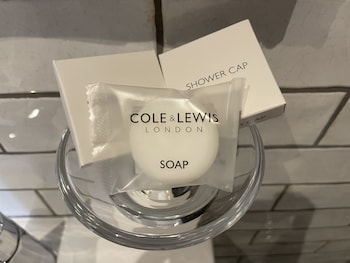 SHOWER CAP
COLE & LEWIS
LONDON
SOAP